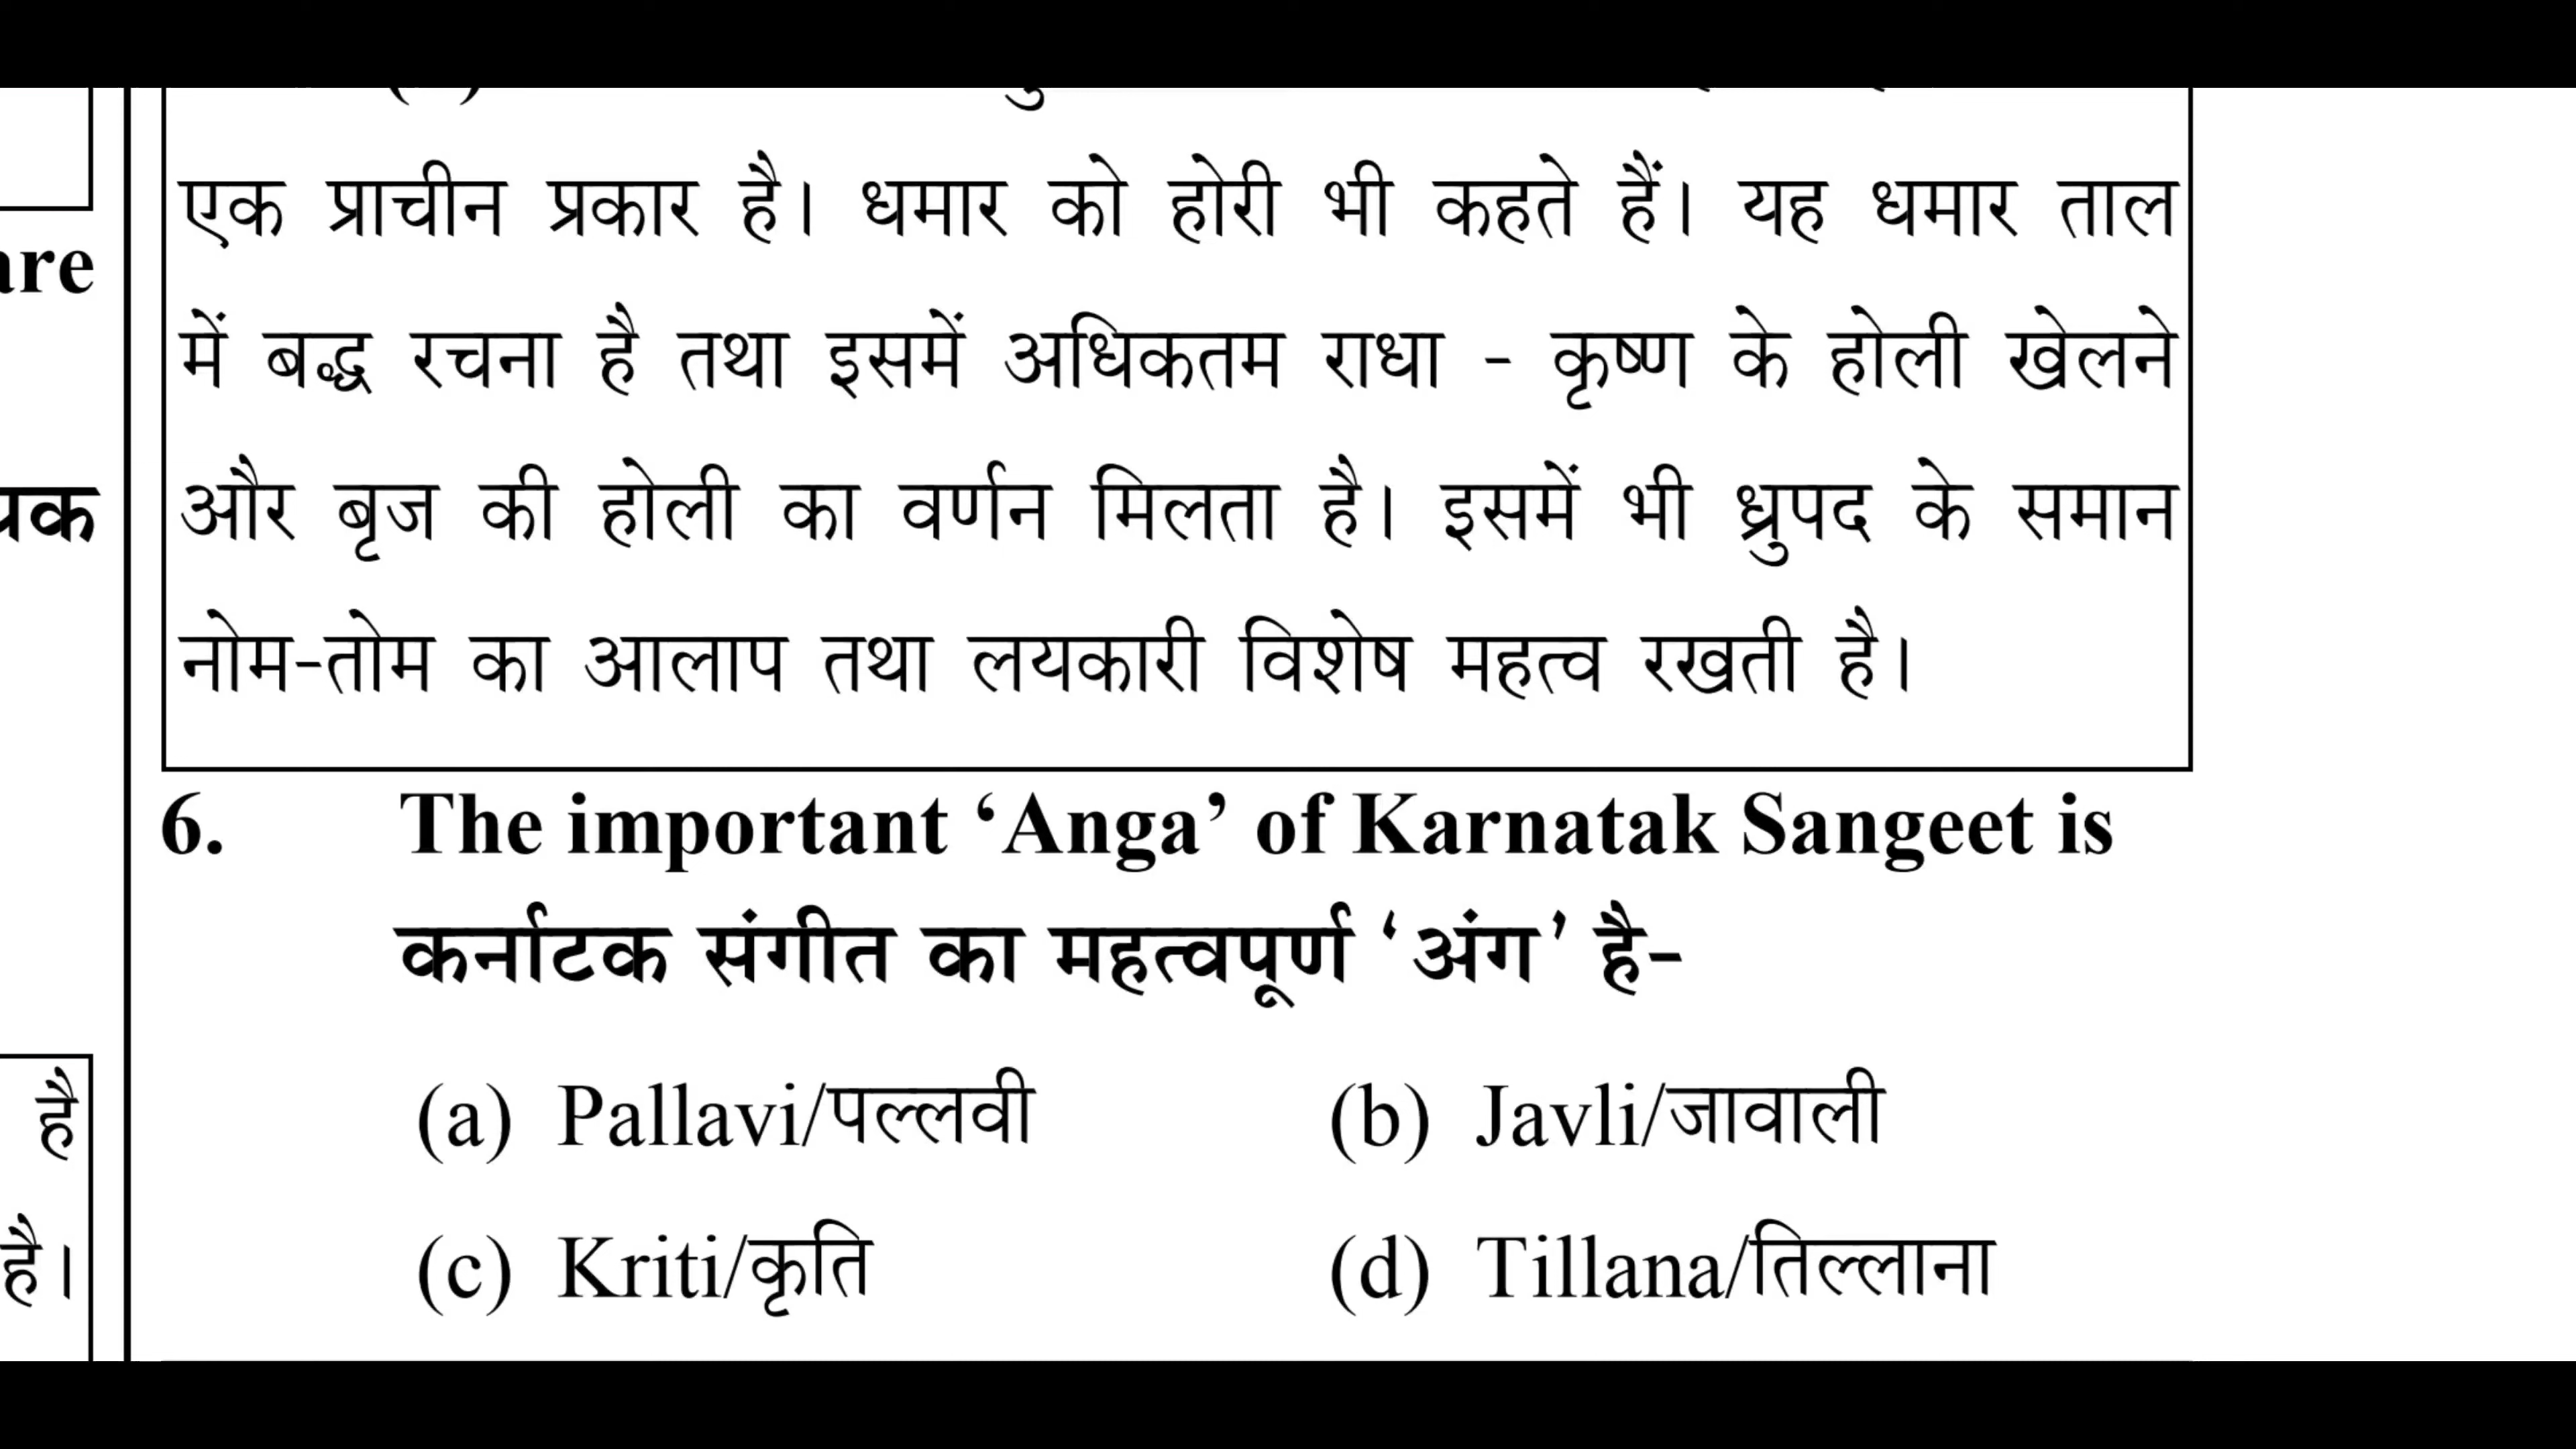 एक प्राचीन प्रकार है। धमार को होरी भी कहते हैं। यह धमार ताल
में बद्ध रचना है तथा इसमें अधिकतम राधा - कृष्ण के होली खेलने
और बृज की होली का वर्णन मिलता है। इसमें भी ध्रुपद के समान
नोम-तोम का आलाप तथा लयकारी विशेष महत्व रखती है।
6. The important ‘Anga’ of Karnatak Sangeet is
कर्नाटक संगीत का महत्वपूर्ण ‘अंग’ है-
(a) Pallavi/पल्लवी (b) Javli/जावाली
(c) Kriti/कृति (d) Tillana/तिल्लाना
है
है।